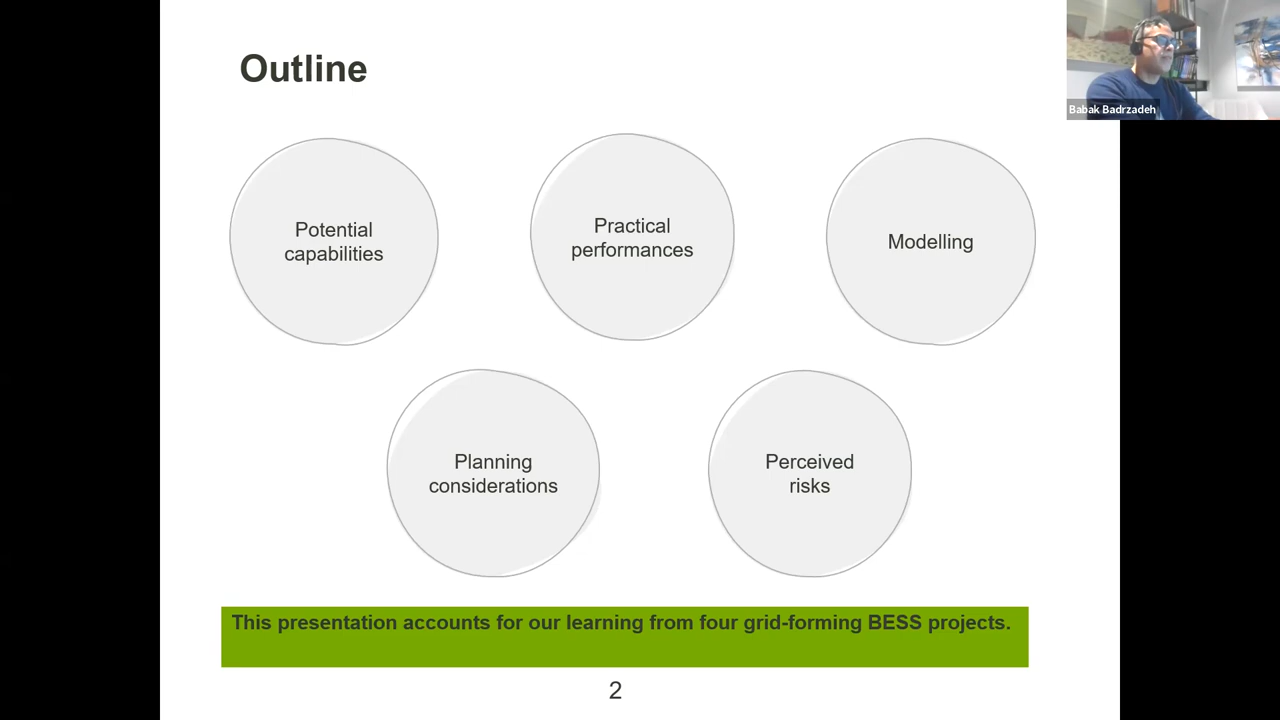 Outline
Babak Badrzadeh
Potential
capabilities
Practical
performances
Modelling
Planning
considerations
Perceived
risks
This presentation accounts for our learning from four grid-forming BESS projects.
2